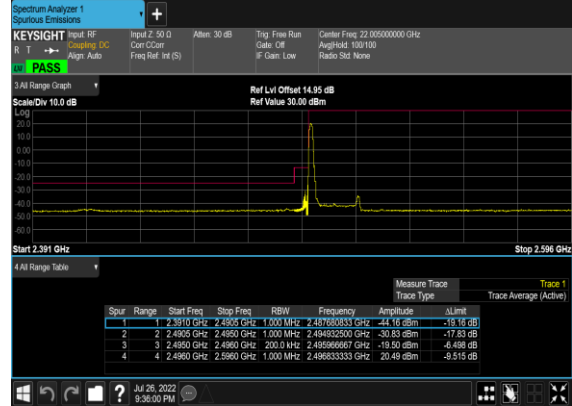 Spectrum Analyzer 1
Spurious Emissions
KEYSIGHT Input: RF Input Z: 50 Ω Atten: 30 dB Trig: Free Run Center Freq: 22.005000000 GHz
R T Coupling: DC Corr CCorr Gate: Off Avg|Hold: 100/100
Align: Auto Freq Ref: Int (S) IF Gain: Low Radio Std: None
PASS
3 All Range Graph
Ref Lvl Offset 14.95 dB
Scale/Div 10.0 dB Ref Value 30.00 dBm
Log
20.0
10.0
0.00
-10.0
-20.0
-30.0
-40.0
-50.0
-60.0
Start 2.391 GHz Stop 2.596 GHz
4 All Range Table
Measure Trace Trace 1
Trace Type Trace Average (Active)
Spur Range Start Freq Stop Freq RBW Frequency Amplitude ΔLimit
1 1 2.3910 GHz 2.4905 GHz 1.000 MHz 2.487680833 GHz -44.16 dBm -19.16 dB
2 2 2.4905 GHz 2.4950 GHz 1.000 MHz 2.494932500 GHz -30.83 dBm -17.83 dB
3 3 2.4950 GHz 2.4960 GHz 200.0 kHz 2.495966667 GHz -19.50 dBm -6.498 dB
4 4 2.4960 GHz 2.5960 GHz 1.000 MHz 2.496833333 GHz 20.49 dBm -9.515 dB
? Jul 26, 2022
9:36:00 PM